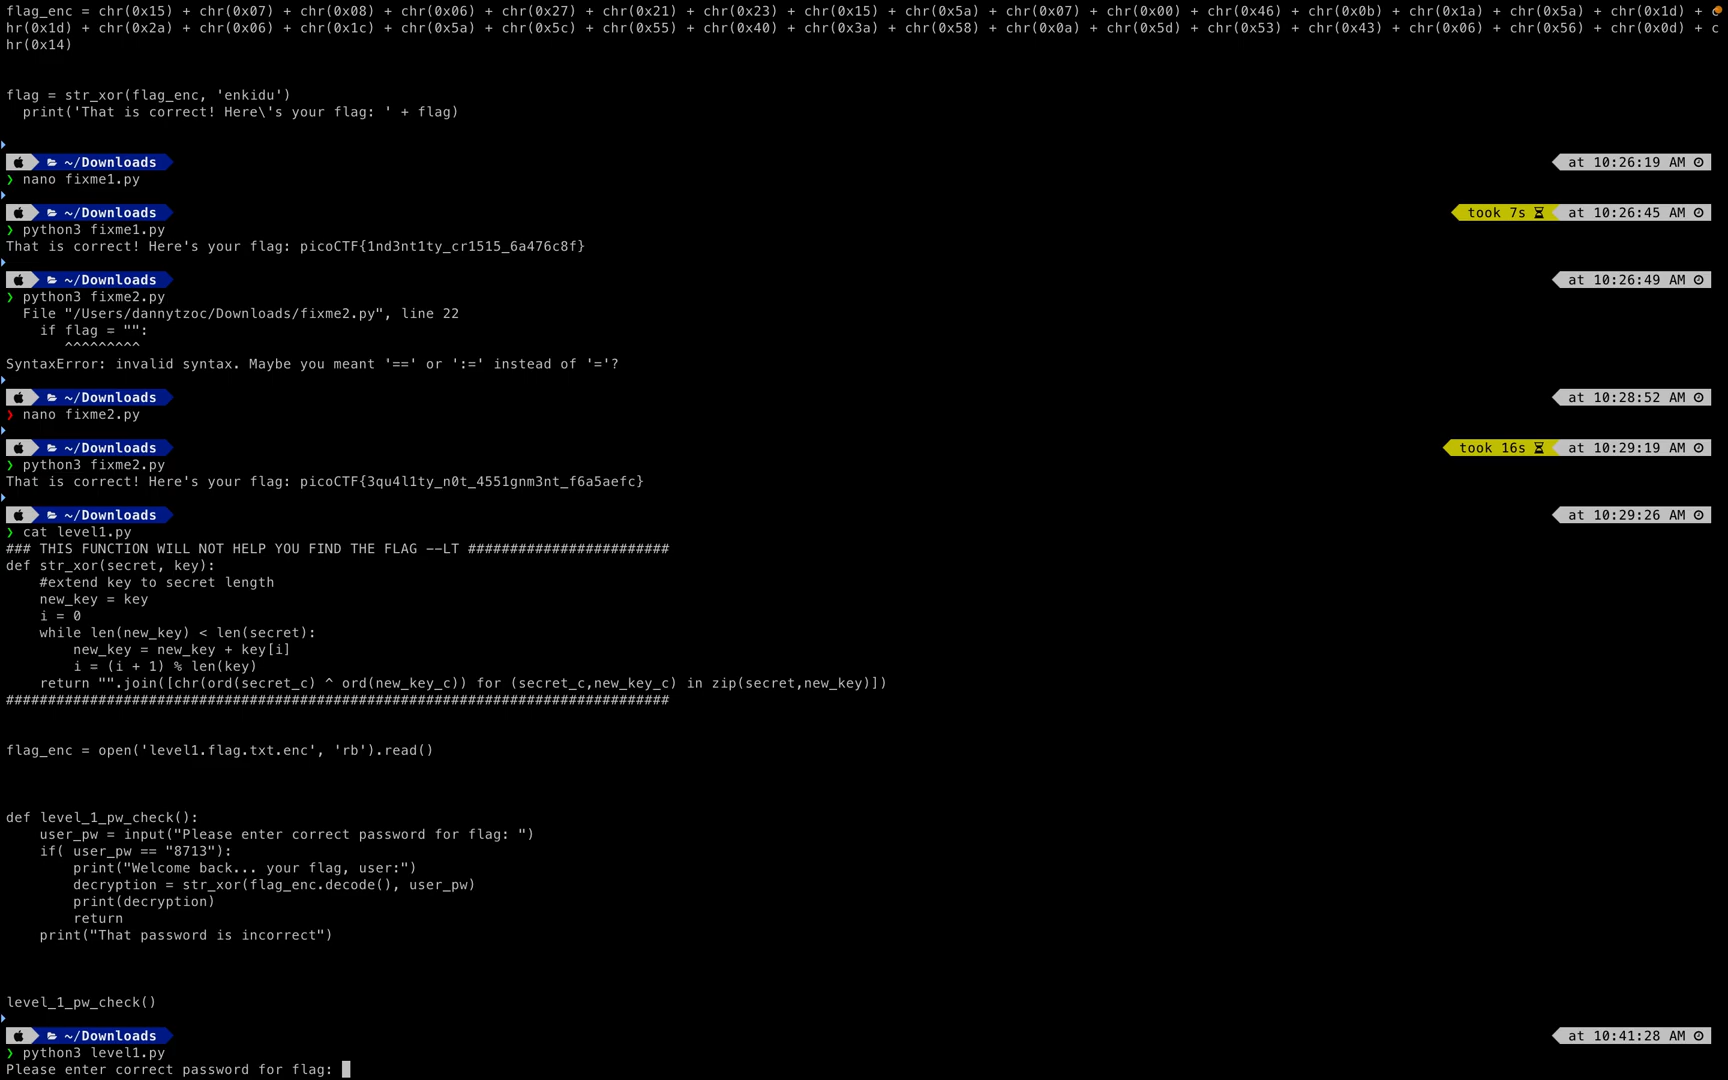 flag_enc = chr(0x15) + chr(0x07) + chr(0x08) + chr(0x06) + chr(0x27) + chr(0x21) + chr(0x23) + chr(0x15) + chr(0x5a) + chr(0x07) + chr(0x00) + chr(0x46) + chr(0x0b) + chr(0x1a) + chr(0x5a) + chr(0x1d) + c
hr(0x1d) + chr(0x2a) + chr(0x06) + chr(0x1c) + chr(0x5a) + chr(0x5c) + chr(0x55) + chr(0x40) + chr(0x3a) + chr(0x58) + chr(0x0a) + chr(0x5d) + chr(0x53) + chr(0x43) + chr(0x06) + chr(0x56) + chr(0x0d) + c
hr(0x14)
flag = str_xor(flag_enc, 'enkidu')
  print('That is correct! Here\'s your flag: ' + flag)
~/Downloads at 10:26:19 AM
❯ nano fixme1.py
~/Downloads took 7s at 10:26:45 AM
❯ python3 fixme1.py
That is correct! Here's your flag: picoCTF{1nd3nt1ty_cr1515_6a476c8f}
~/Downloads at 10:26:49 AM
❯ python3 fixme2.py
  File "/Users/dannytzoc/Downloads/fixme2.py", line 22
    if flag = "":
       ^^^^^^^^^
SyntaxError: invalid syntax. Maybe you meant '==' or ':=' instead of '='?
~/Downloads at 10:28:52 AM
❯ nano fixme2.py
~/Downloads took 16s at 10:29:19 AM
❯ python3 fixme2.py
That is correct! Here's your flag: picoCTF{3qu4l1ty_n0t_4551gnm3nt_f6a5aefc}
~/Downloads at 10:29:26 AM
❯ cat level1.py
### THIS FUNCTION WILL NOT HELP YOU FIND THE FLAG --LT ########################
def str_xor(secret, key):
    #extend key to secret length
    new_key = key
    i = 0
    while len(new_key) < len(secret):
        new_key = new_key + key[i]
        i = (i + 1) % len(key)
    return "".join([chr(ord(secret_c) ^ ord(new_key_c)) for (secret_c,new_key_c) in zip(secret,new_key)])
###############################################################################
flag_enc = open('level1.flag.txt.enc', 'rb').read()
def level_1_pw_check():
    user_pw = input("Please enter correct password for flag: ")
    if( user_pw == "8713"):
        print("Welcome back... your flag, user:")
        decryption = str_xor(flag_enc.decode(), user_pw)
        print(decryption)
        return
    print("That password is incorrect")
level_1_pw_check()
~/Downloads at 10:41:28 AM
❯ python3 level1.py
Please enter correct password for flag: